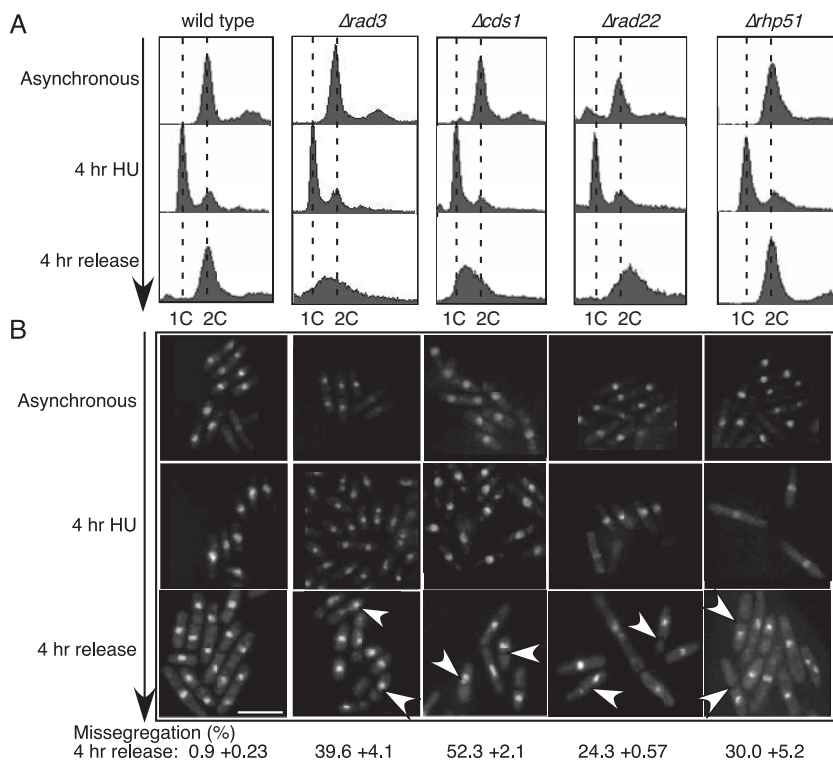 A
wild type Δrad3 Δcds1 Δrad22 Δrhp51
Asynchronous
4 hr HU
4 hr release
1C 2C 1C 2C 1C 2C 1C 2C 1C 2C
B
Asynchronous
4 hr HU
4 hr release
Missegregation (%)
4 hr release: 0.9 +0.23 39.6 +4.1 52.3 +2.1 24.3 +0.57 30.0 +5.2